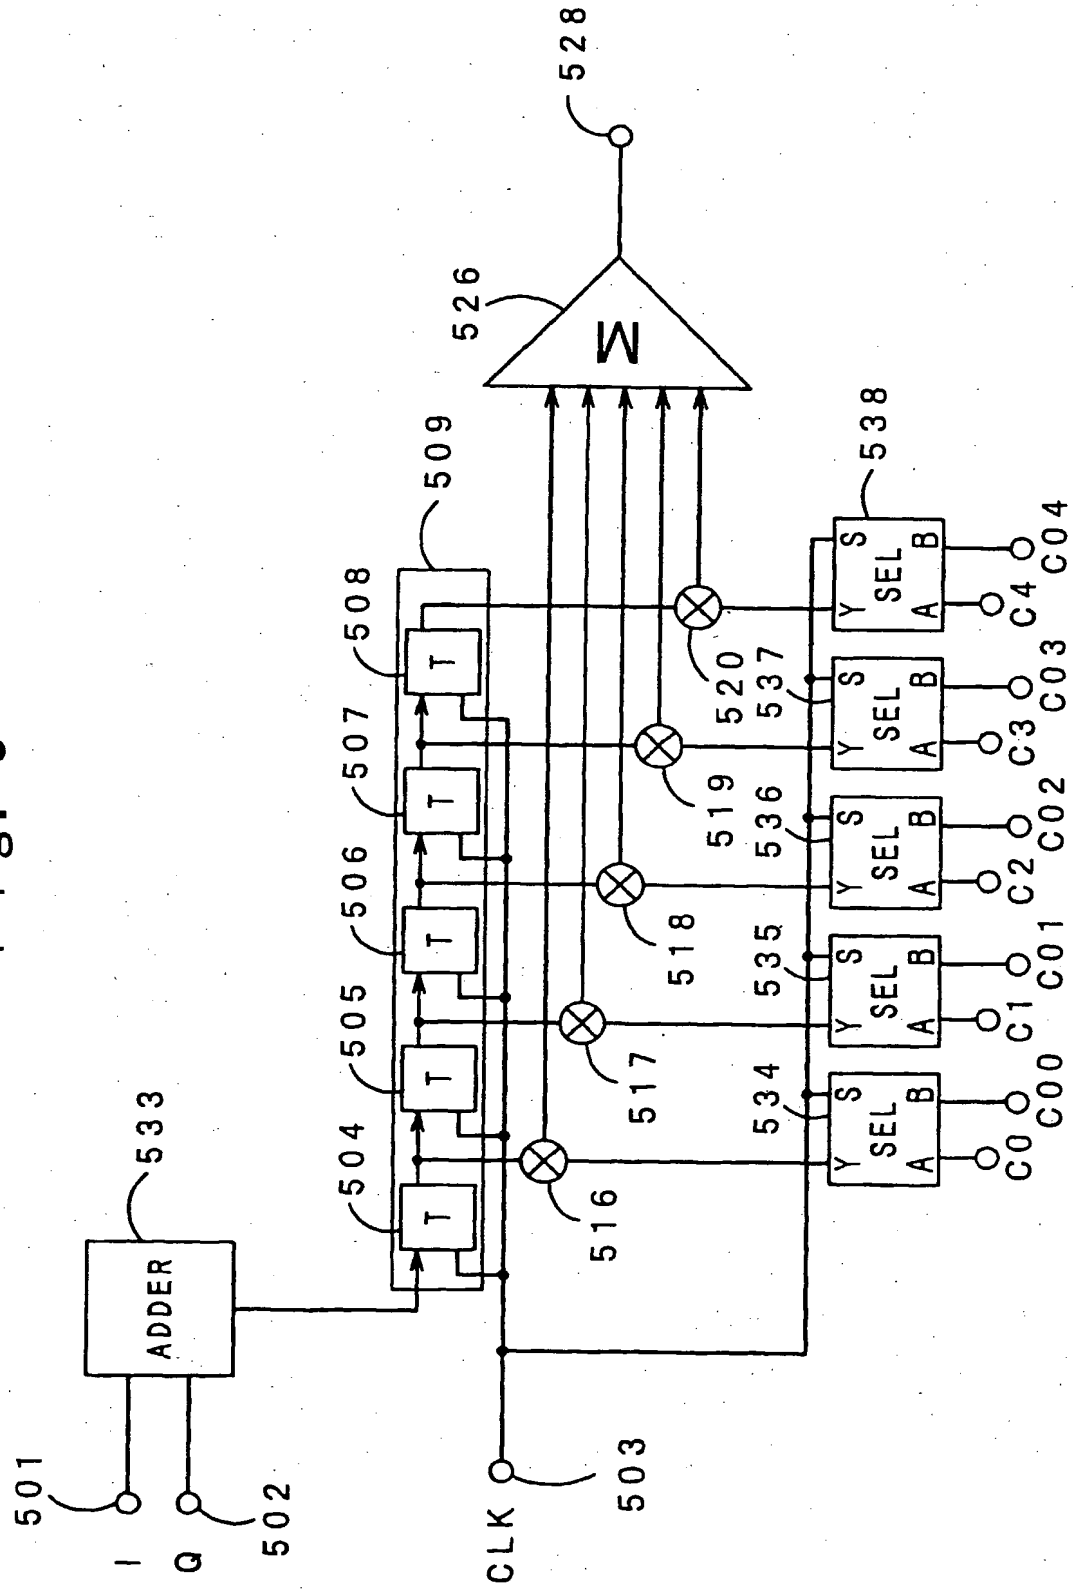 528
526
M
509
508
507
506
505
504
T
T
T
T
T
533
ADDER
501
502
I
Q
CLK
503
516
517
518
519
520
534
535
536
537
538
Y S
SEL
A B
Y S
SEL
A B
Y S
SEL
A B
Y S
SEL
A B
Y S
SEL
A B
C0
C00
C1
C01
C2
C02
C3
C03
C4
C04